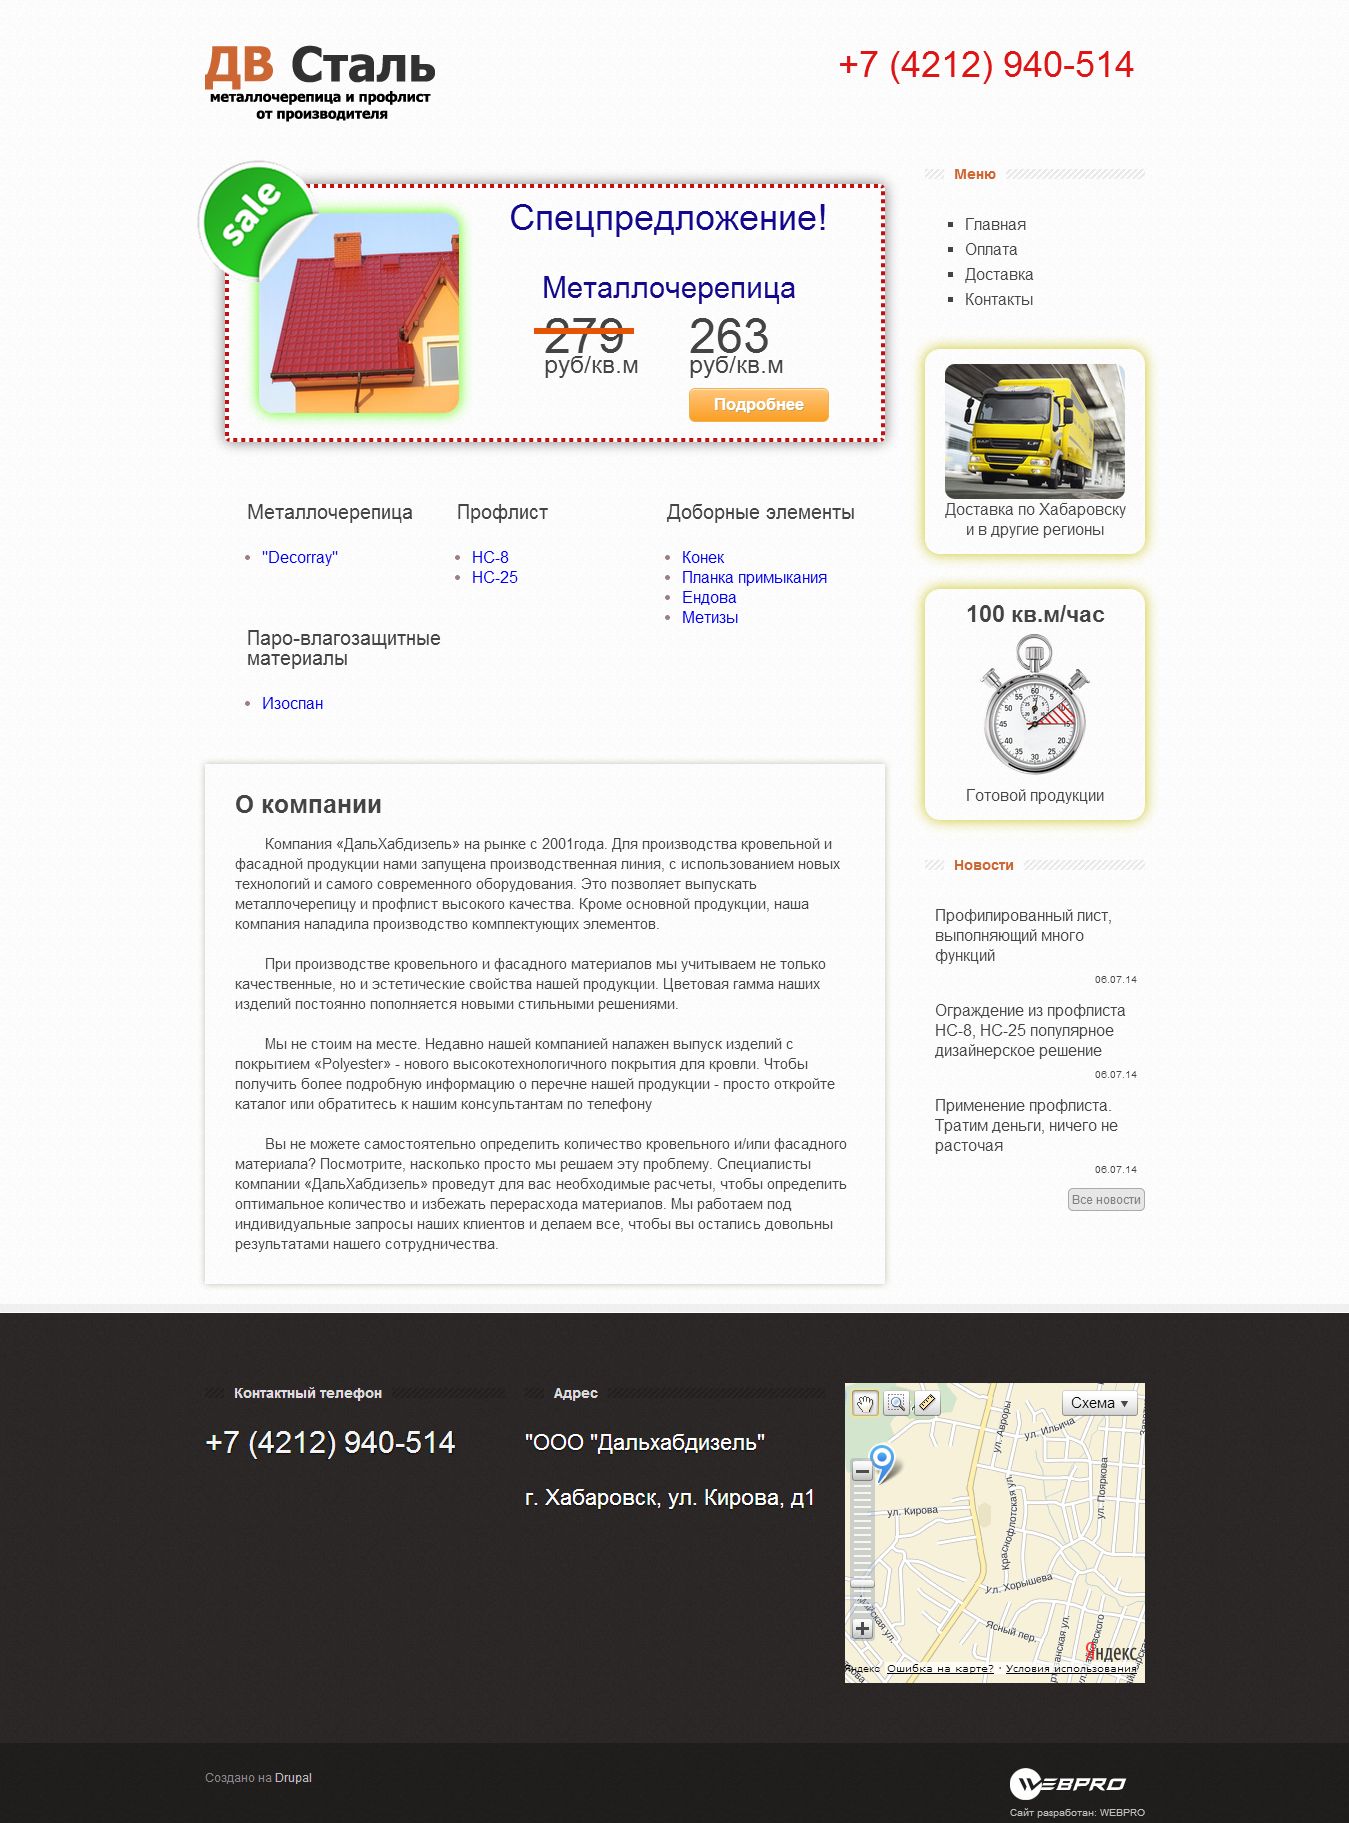 ДВ Сталь
металлочерепица и профлист
от производителя
+7 (4212) 940-514
sale
Спецпредложение!
Металлочерепица
279
руб/кв.м
263
руб/кв.м
Подробнее
Меню
Главная
Оплата
Доставка
Контакты
Доставка по Хабаровску
и в другие регионы
Металлочерепица
"Decorray"
Профлист
НС-8
НС-25
Доборные элементы
Конек
Планка примыкания
Ендова
Метизы
Паро-влагозащитные
материалы
Изоспан
100 кв.м/час
Готовой продукции
О компании
Компания «ДальХабдизель» на рынке с 2001года. Для производства кровельной и
фасадной продукции нами запущена производственная линия, с использованием новых
технологий и самого современного оборудования. Это позволяет выпускать
металлочерепицу и профлист высокого качества. Кроме основной продукции, наша
компания наладила производство комплектующих элементов.
При производстве кровельного и фасадного материалов мы учитываем не только
качественные, но и эстетические свойства нашей продукции. Цветовая гамма наших
изделий постоянно пополняется новыми стильными решениями.
Мы не стоим на месте. Недавно нашей компанией налажен выпуск изделий с
покрытием «Polyester» - нового высокотехнологичного покрытия для кровли. Чтобы
получить более подробную информацию о перечне нашей продукции - просто откройте
каталог или обратитесь к нашим консультантам по телефону
Вы не можете самостоятельно определить количество кровельного и/или фасадного
материала? Посмотрите, насколько просто мы решаем эту проблему. Специалисты
компании «ДальХабдизель» проведут для вас необходимые расчеты, чтобы определить
оптимальное количество и избежать перерасхода материалов. Мы работаем под
индивидуальные запросы наших клиентов и делаем все, чтобы вы остались довольны
результатами нашего сотрудничества.
Новости
Профилированный лист,
выполняющий много
функций
06.07.14
Ограждение из профлиста
НС-8, НС-25 популярное
дизайнерское решение
06.07.14
Применение профлиста.
Тратим деньги, ничего не
расточая
06.07.14
Все новости
Контактный телефон
+7 (4212) 940-514
Адрес
"ООО "Дальхабдизель"
г. Хабаровск, ул. Кирова, д1
Схема
ул. Авроры
ул. Ильича
ул. Пояркова
ул. Кирова
Краснофлотская ул.
ул. Хорышева
Ясный пер.
Яндекс
Ошибка на карте? · Условия использования
Создано на Drupal
WEBPRO
Сайт разработан: WEBPRO